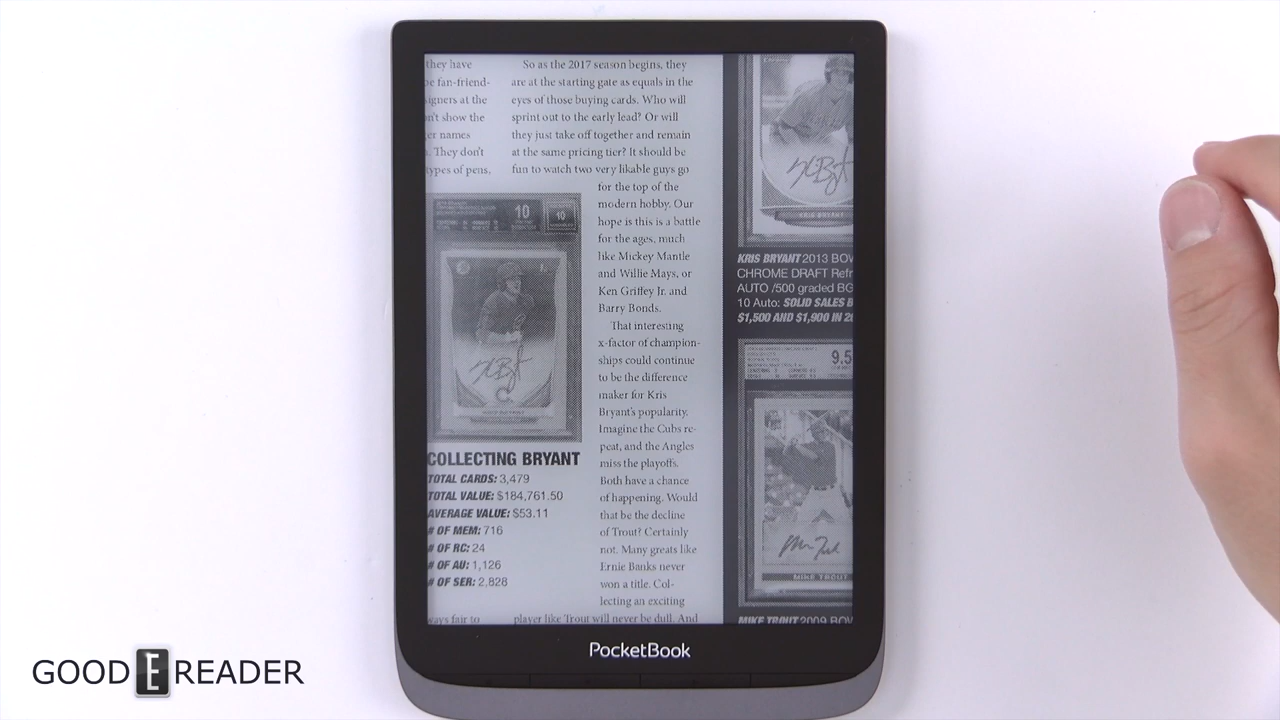 they have
be fan-friend-
signers at the
n't show the
er names
. They don't
types of pens,
So as the 2017 season begins, they
are at the starting gate as equals in the
eyes of those buying cards. Who will
sprint out to the early lead? Or will
they just take off together and remain
at the same pricing tier? It should be
fun to watch two very likable guys go
for the top of the
modern hobby. Our
hope is this is a battle
for the ages, much
like Mickey Mantle
and Willie Mays, or
Ken Griffey Jr. and
Barry Bonds.
That interesting
x-factor of champion-
ships could continue
to be the difference
maker for Kris
Bryant's popularity.
Imagine the Cubs re-
peat, and the Angles
miss the playoffs.
Both have a chance
of happening. Would
that be the decline
of Trout? Certainly
not. Many greats like
Ernie Banks never
won a title. Col-
lecting an exciting
player like Trout will never be dull. And
10
10
COLLECTING BRYANT
TOTAL CARDS: 3,479
TOTAL VALUE: $184,761.50
AVERAGE VALUE: $53.11
# OF MEM: 716
# OF RC: 24
# OF AU: 1,126
# OF SER: 2,828
ways fair to
KRIS BRYANT
KRIS BRYANT 2013 BOW
CHROME DRAFT Refr
AUTO /500 graded BG
10 Auto: SOLID SALES B
$1,500 AND $1,900 IN 20
9.5
MIKE TROUT
MIKE TROUT 2009 BOW
PocketBook
GOOD E READER